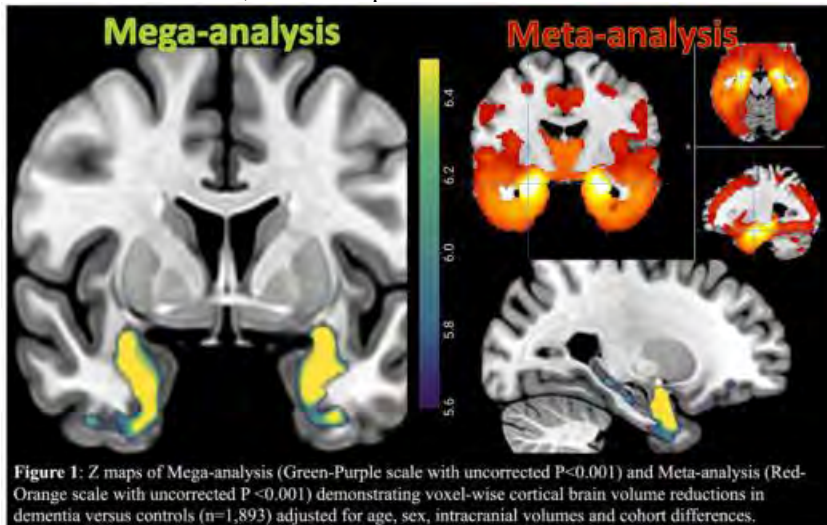 Mega-analysis
Meta-analysis
6.4
6.2
6.0
5.8
5.6
Figure 1: Z maps of Mega-analysis (Green-Purple scale with uncorrected P<0.001) and Meta-analysis (Red-
Orange scale with uncorrected P <0.001) demonstrating voxel-wise cortical brain volume reductions in
dementia versus controls (n=1,893) adjusted for age, sex, intracranial volumes and cohort differences.